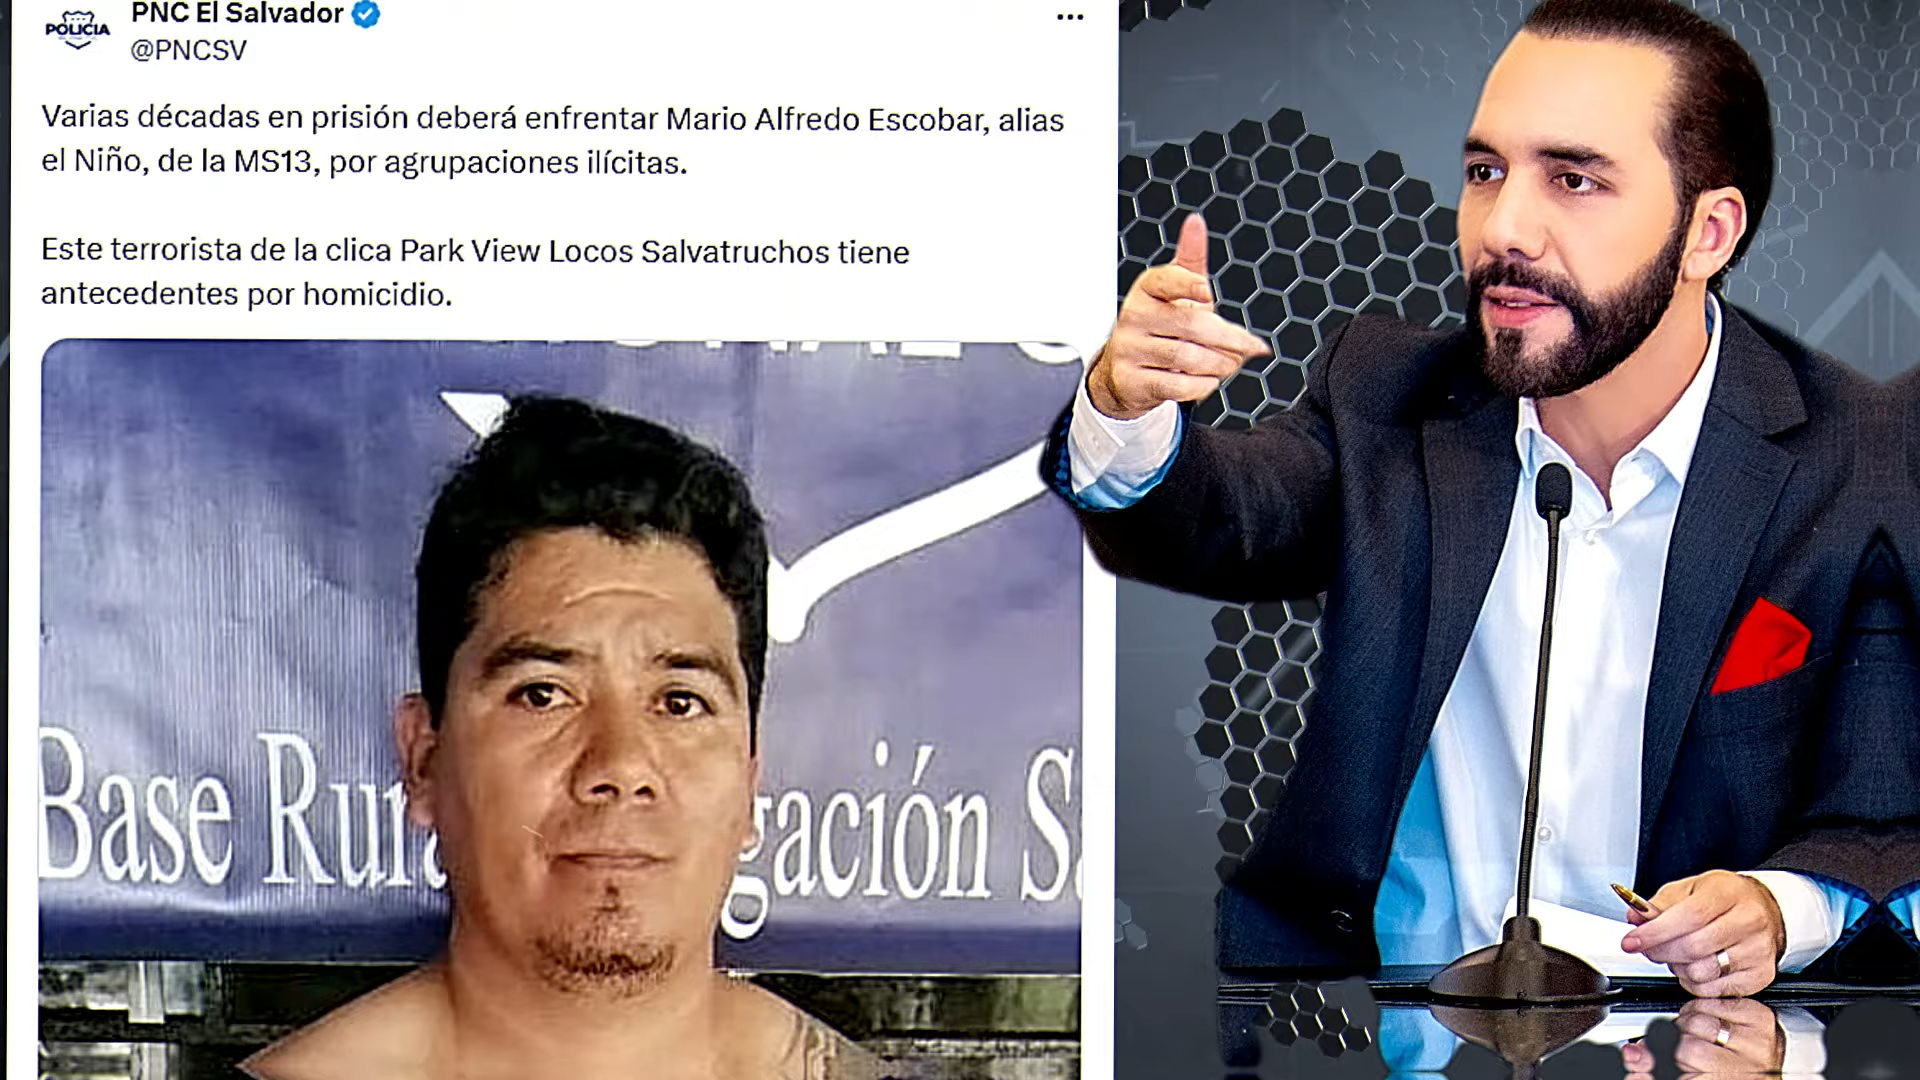 PNC El Salvador
POLICIA
@PNCSV
Varias décadas en prisión deberá enfrentar Mario Alfredo Escobar, alias
el Niño, de la MS13, por agrupaciones ilícitas.
Este terrorista de la clica Park View Locos Salvatruchos tiene
antecedentes por homicidio.
Base Rura gación S